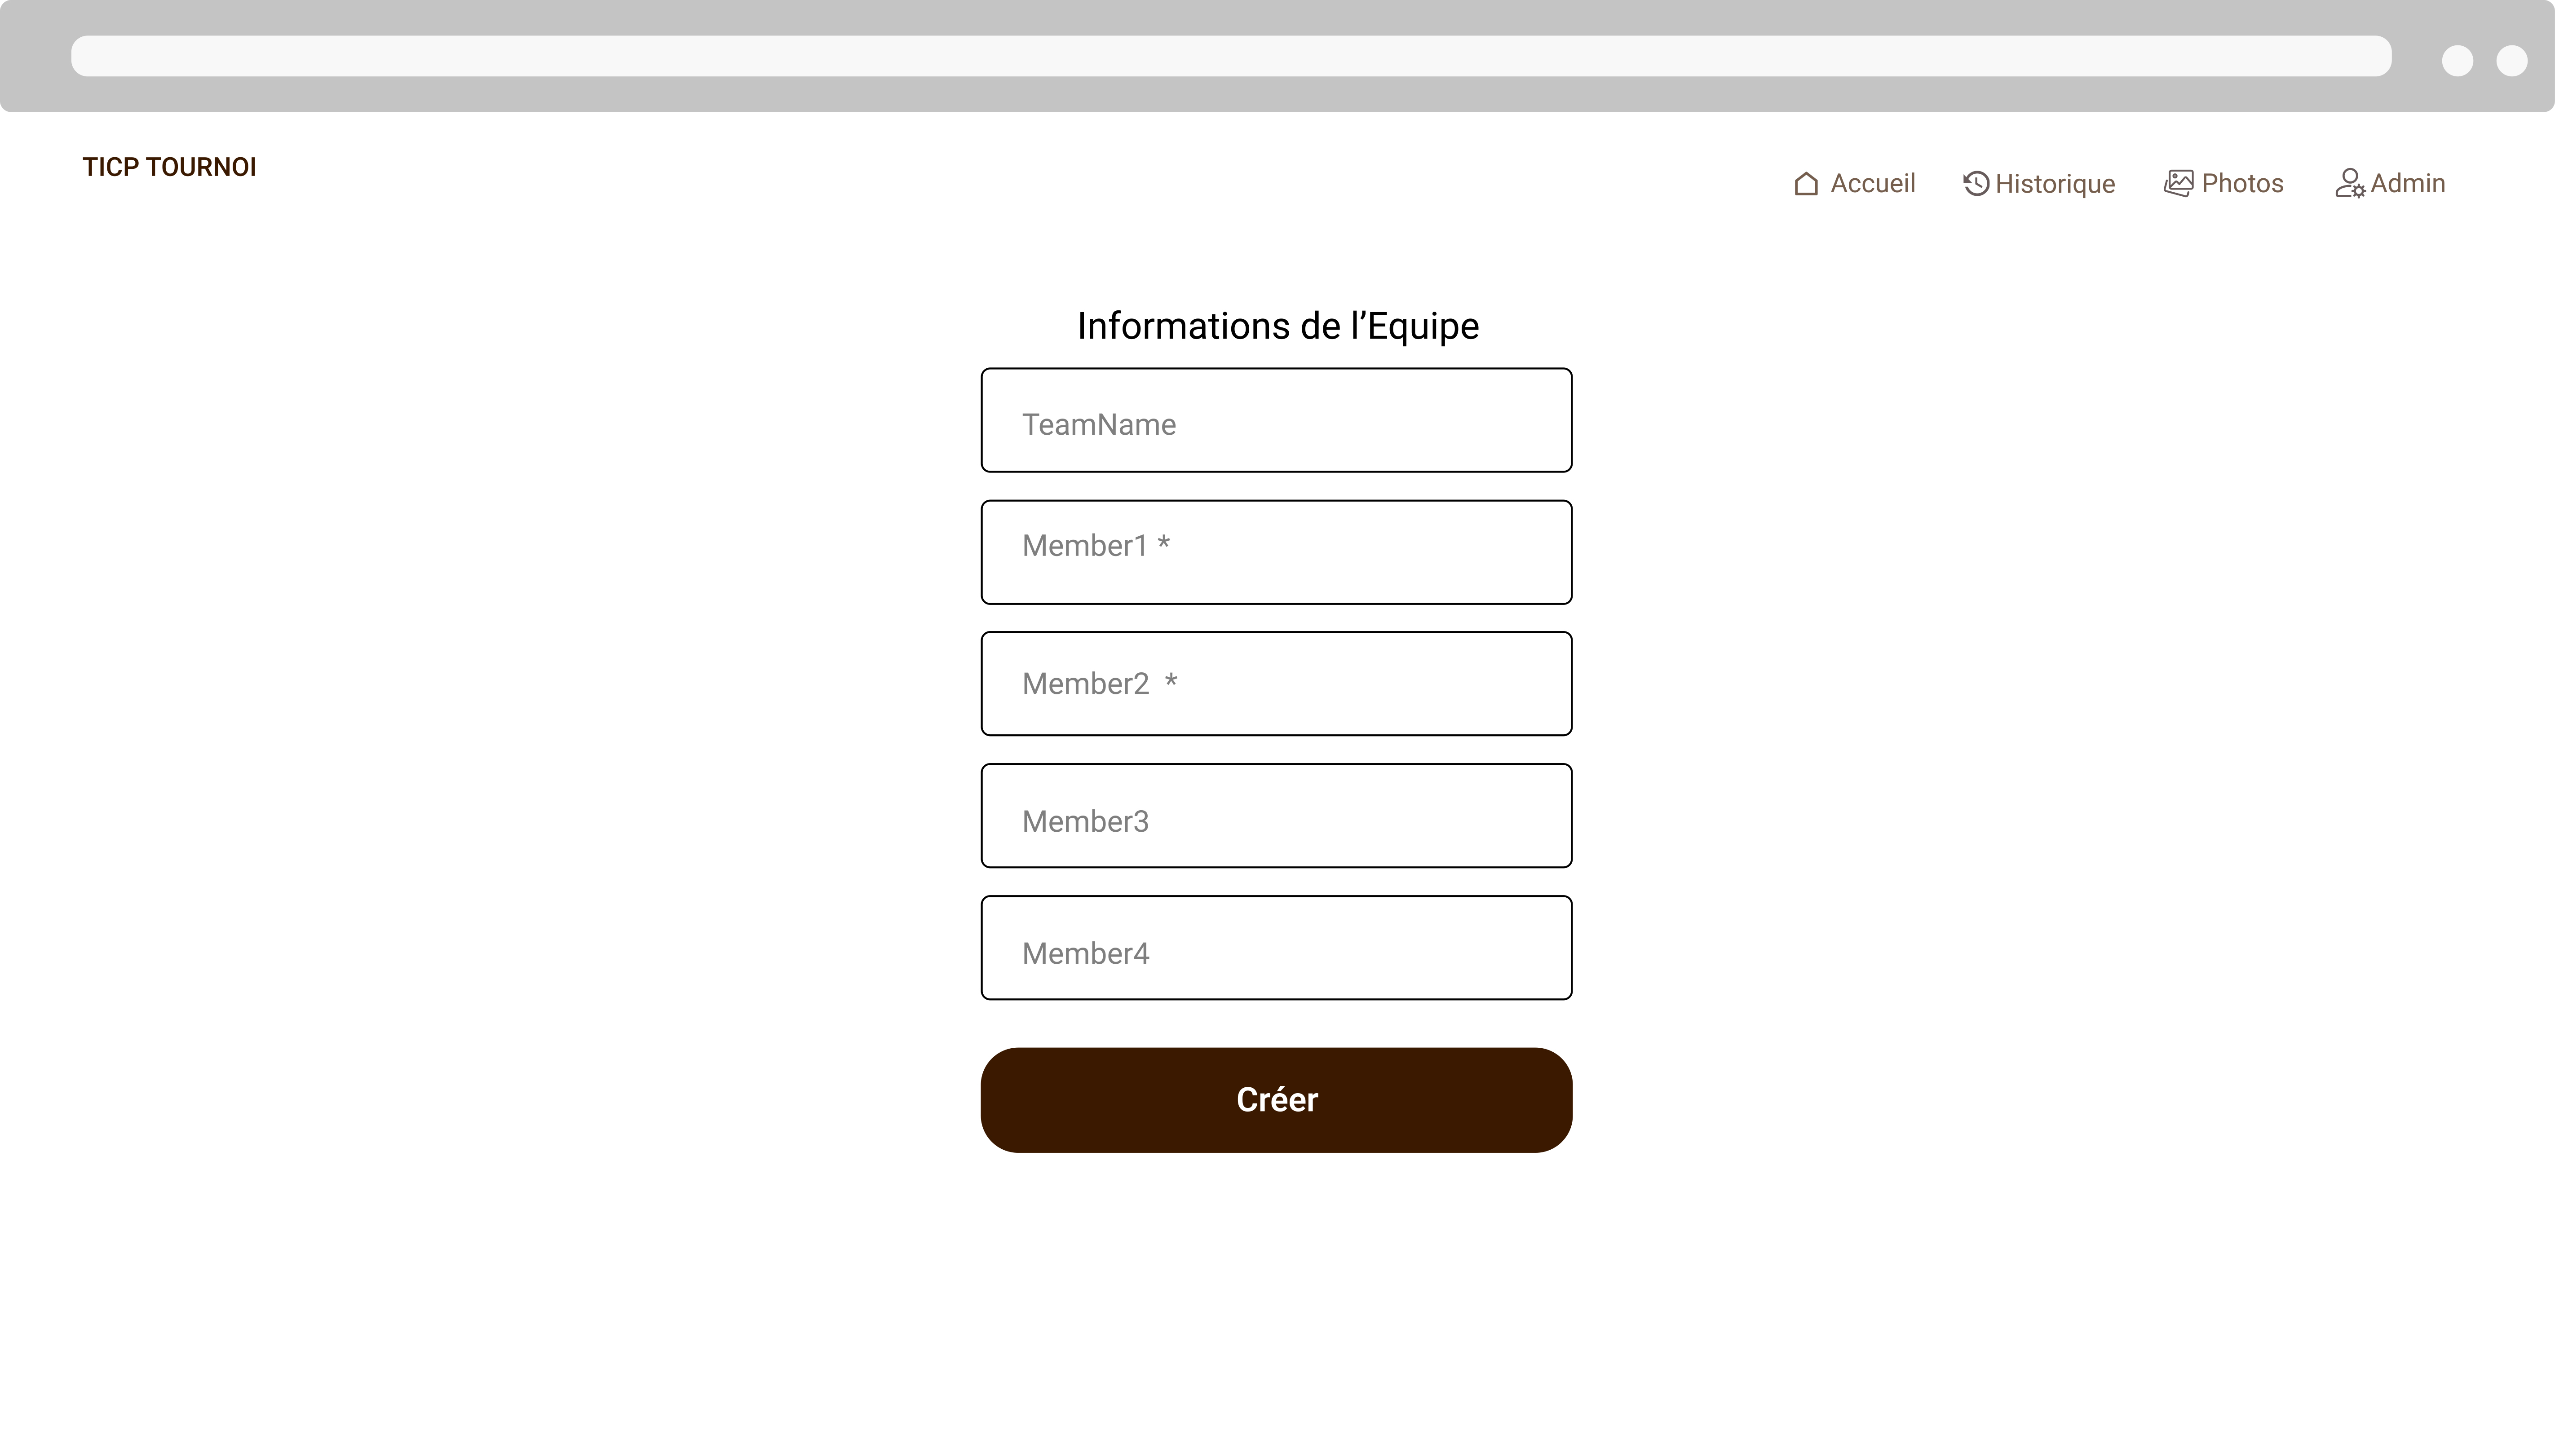 TICP TOURNOI
Accueil
Historique
Photos
Admin
Informations de l’Equipe
TeamName
Member1 *
Member2  *
Member3
Member4
Créer